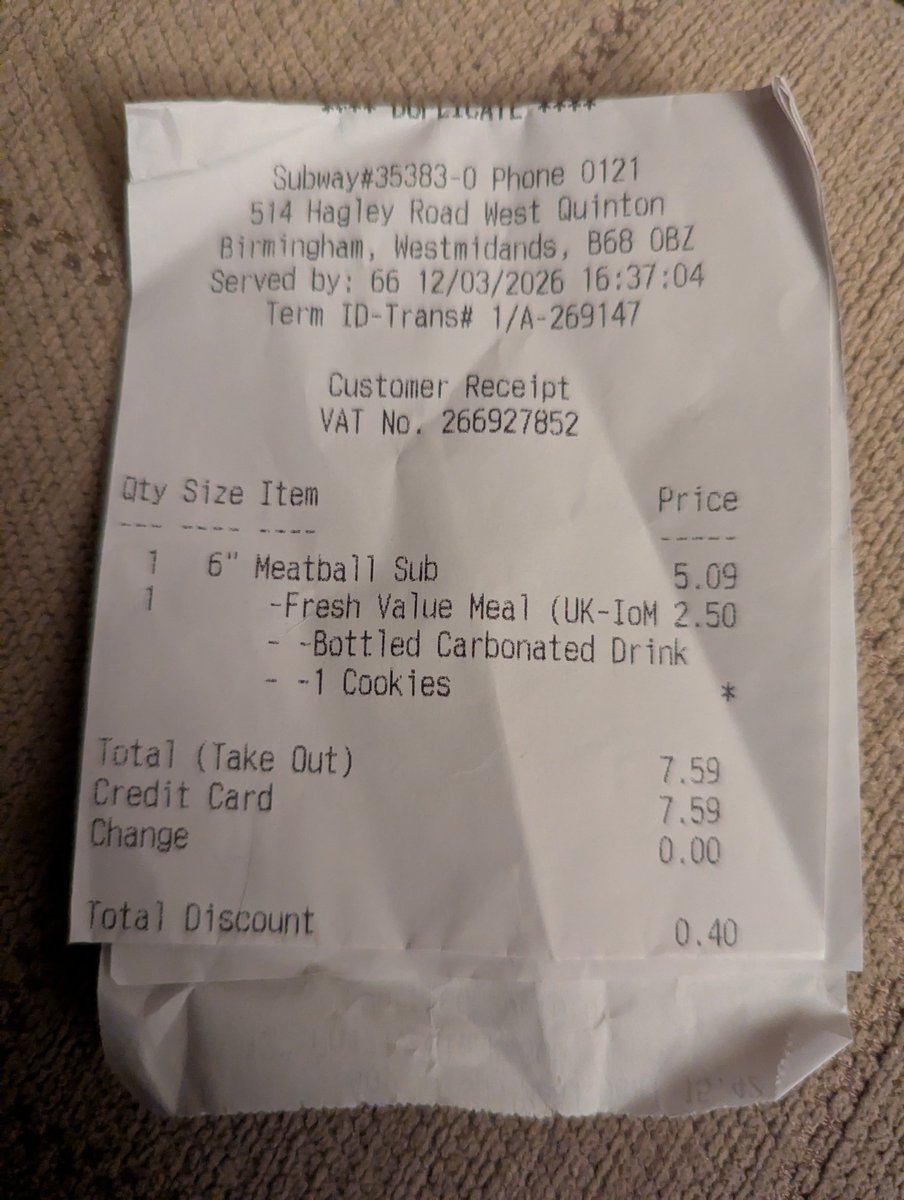 **** DUPLICATE ****
Subway#35383-0 Phone 0121
514 Hagley Road West Quinton
Birmingham, Westmidands, B68 0BZ
Served by: 66 12/03/2026 16:37:04
Term ID-Trans# 1/A-269147
Customer Receipt
VAT No. 266927852
Qty Size Item Price
--- ---- ---- -----
1 6" Meatball Sub 5.09
1 -Fresh Value Meal (UK-IoM 2.50
- -Bottled Carbonated Drink
- -1 Cookies *
Total (Take Out) 7.59
Credit Card 7.59
Change 0.00
Total Discount 0.40